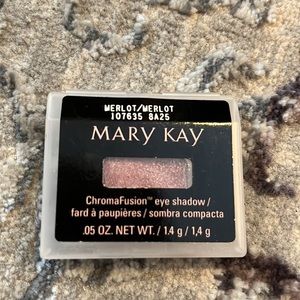 MERLOT/MERLOT
107635 8A25
MARY KAY
ChromaFusion™ eye shadow /
fard à paupières / sombra compacta
.05 OZ. NET WT. / 1.4 g / 1,4 g